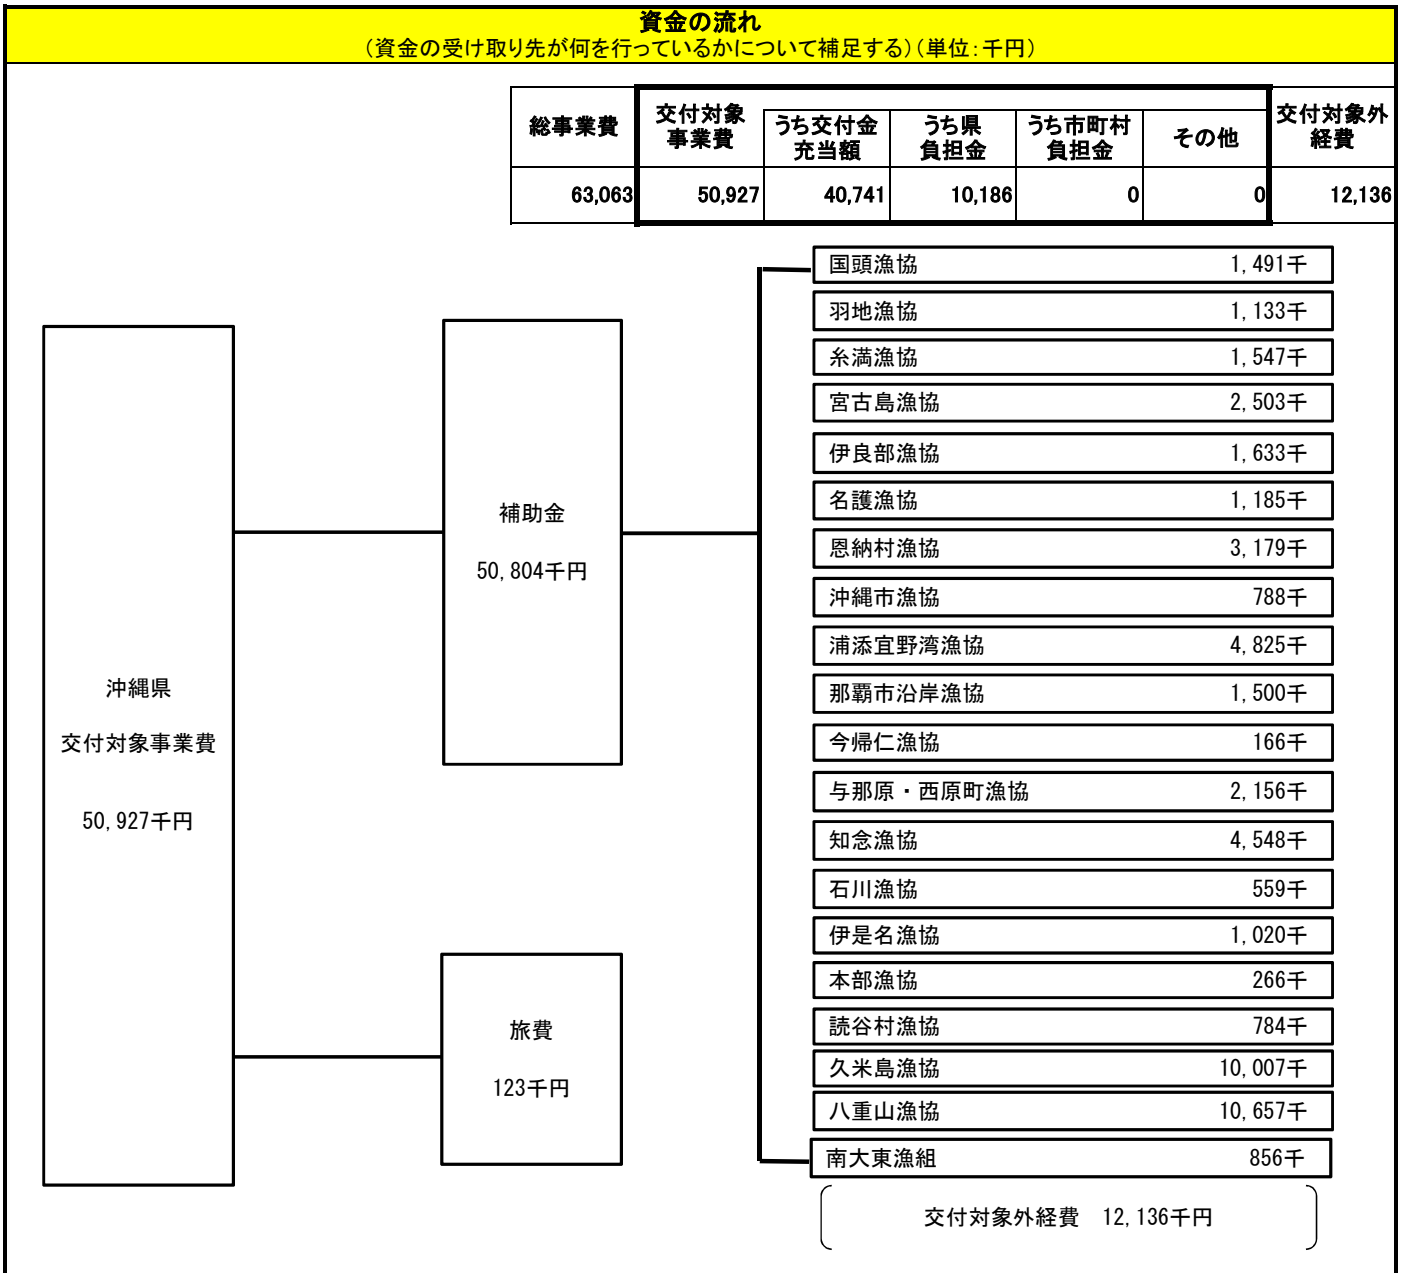 資金の流れ
（資金の受け取り先が何を行っているかについて補足する）（単位：千円）
総事業費
交付対象
事業費
うち交付金
充当額
うち県
負担金
うち市町村
負担金
その他
交付対象外
経費
63,063 50,927 40,741 10,186 0 0 12,136
沖縄県
交付対象事業費
50,927千円
補助金
50,804千円
旅費
123千円
国頭漁協 1,491千
羽地漁協 1,133千
糸満漁協 1,547千
宮古島漁協 2,503千
伊良部漁協 1,633千
名護漁協 1,185千
恩納村漁協 3,179千
沖縄市漁協 788千
浦添宜野湾漁協 4,825千
那覇市沿岸漁協 1,500千
今帰仁漁協 166千
与那原・西原町漁協 2,156千
知念漁協 4,548千
石川漁協 559千
伊是名漁協 1,020千
本部漁協 266千
読谷村漁協 784千
久米島漁協 10,007千
八重山漁協 10,657千
南大東漁組 856千
交付対象外経費 12,136千円